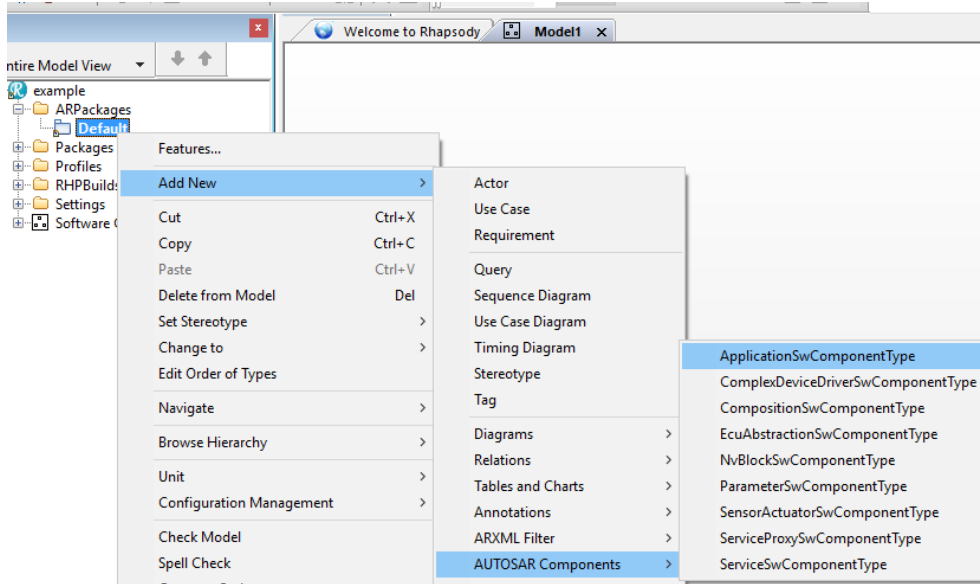 Welcome to Rhapsody
Model1
ntire Model View
example
ARPackages
Default
Packages
Profiles
RHPBuilds
Settings
Software
Features...
Add New
Cut Ctrl+X
Copy Ctrl+C
Paste Ctrl+V
Delete from Model Del
Set Stereotype
Change to
Edit Order of Types
Navigate
Browse Hierarchy
Unit
Configuration Management
Check Model
Spell Check
Actor
Use Case
Requirement
Query
Sequence Diagram
Use Case Diagram
Timing Diagram
Stereotype
Tag
Diagrams
Relations
Tables and Charts
Annotations
ARXML Filter
AUTOSAR Components
ApplicationSwComponentType
ComplexDeviceDriverSwComponentType
CompositionSwComponentType
EcuAbstractionSwComponentType
NvBlockSwComponentType
ParameterSwComponentType
SensorActuatorSwComponentType
ServiceProxySwComponentType
ServiceSwComponentType